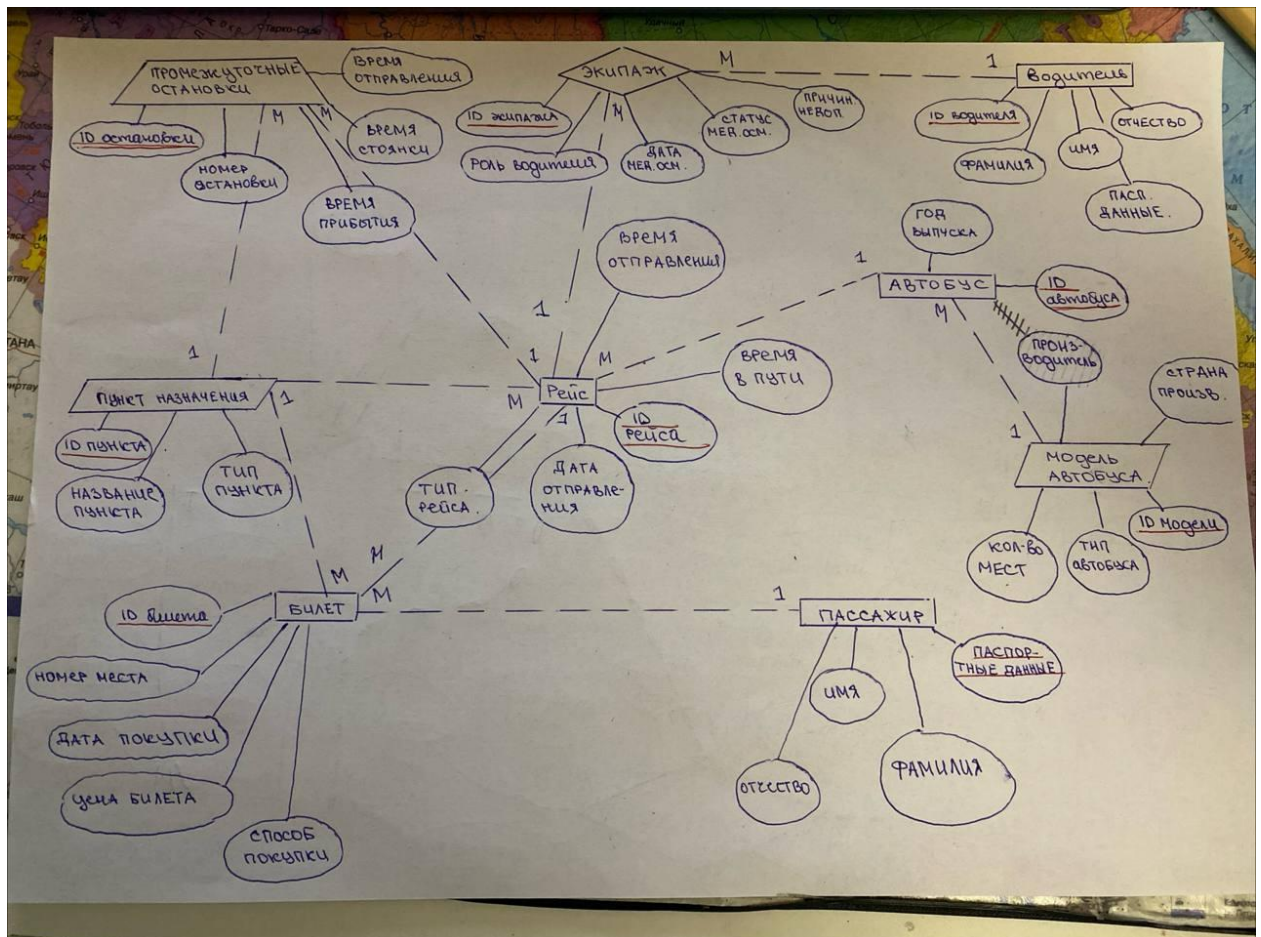 ПРОМЕЖУТОЧНЫЕ
ОСТАНОВКИ
ВРЕМЯ
ОТПРАВЛЕНИЯ
ID остановки
НОМЕР
ОСТАНОВКИ
ВРЕМЯ
ПРИБЫТИЯ
ВРЕМЯ
СТОЯНКИ
М
М
ЭКИПАЖ
М
1
ВОДИТЕЛЬ
ID ЭКИПАЖА
РОЛЬ ВОДИТЕЛЯ
М
ДАТА
МЕД.ОСМ.
СТАТУС
МЕД.ОСМ.
ПРИЧИН.
НЕДОП.
ID водителя
ФАМИЛИЯ
ИМЯ
ОТЧЕСТВО
ПАСП.
ДАННЫЕ.
ГОД
ВЫПУСКА
1
АВТОБУС
ID
автобуса
М
ПРОИЗ-
ВОДИТЕЛЬ
ВРЕМЯ
ОТПРАВЛЕНИЯ
1
1
М
1
ВРЕМЯ
В ПУТИ
ПУНКТ НАЗНАЧЕНИЯ
1
М
РЕЙС
1
ID
РЕЙСА
ID ПУНКТА
НАЗВАНИЕ
ПУНКТА
ТИП
ПУНКТА
ТИП
РЕЙСА.
ДАТА
ОТПРАВЛЕ-
НИЯ
СТРАНА
ПРОИЗВ.
1
МОДЕЛЬ
АВТОБУСА.
ID модели
КОЛ-ВО
МЕСТ
ТИП
АВТОБУСА
М
М
М
1
БИЛЕТ
ПАССАЖИР
ID билета
НОМЕР МЕСТА
ДАТА ПОКУПКИ
ЦЕНА БИЛЕТА
СПОСОБ
ПОКУПКИ
ПАСПОР-
ТНЫЕ ДАННЫЕ
ИМЯ
ОТЧЕСТВО
ФАМИЛИЯ